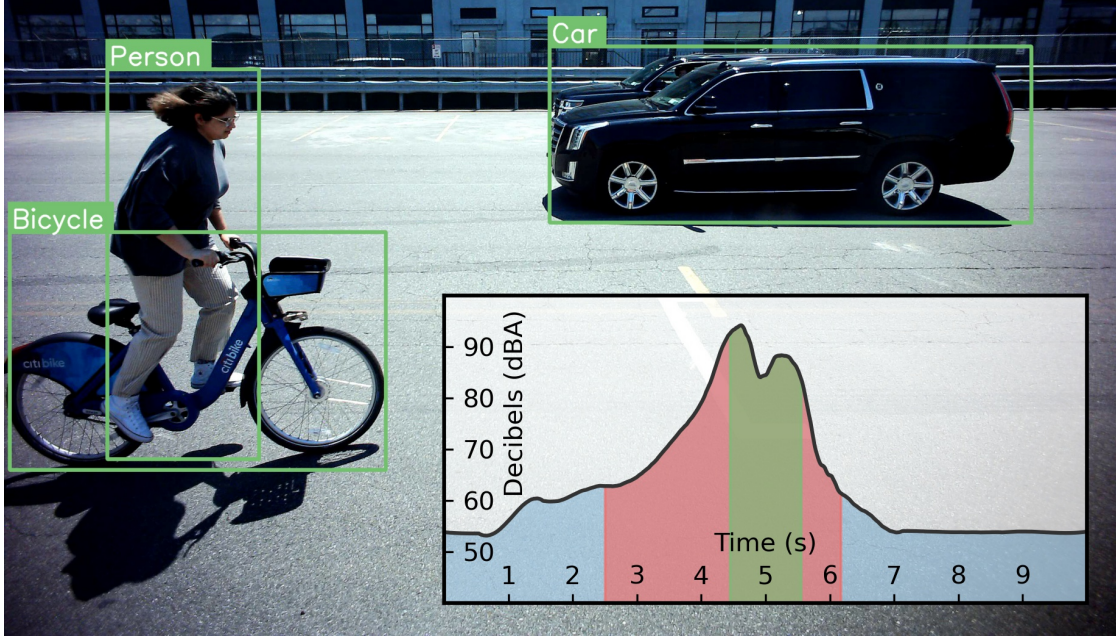 Person
Car
Bicycle
citibike
citibike
90
80
70
60
50
Decibels (dBA)
Time (s)
1 2 3 4 5 6 7 8 9